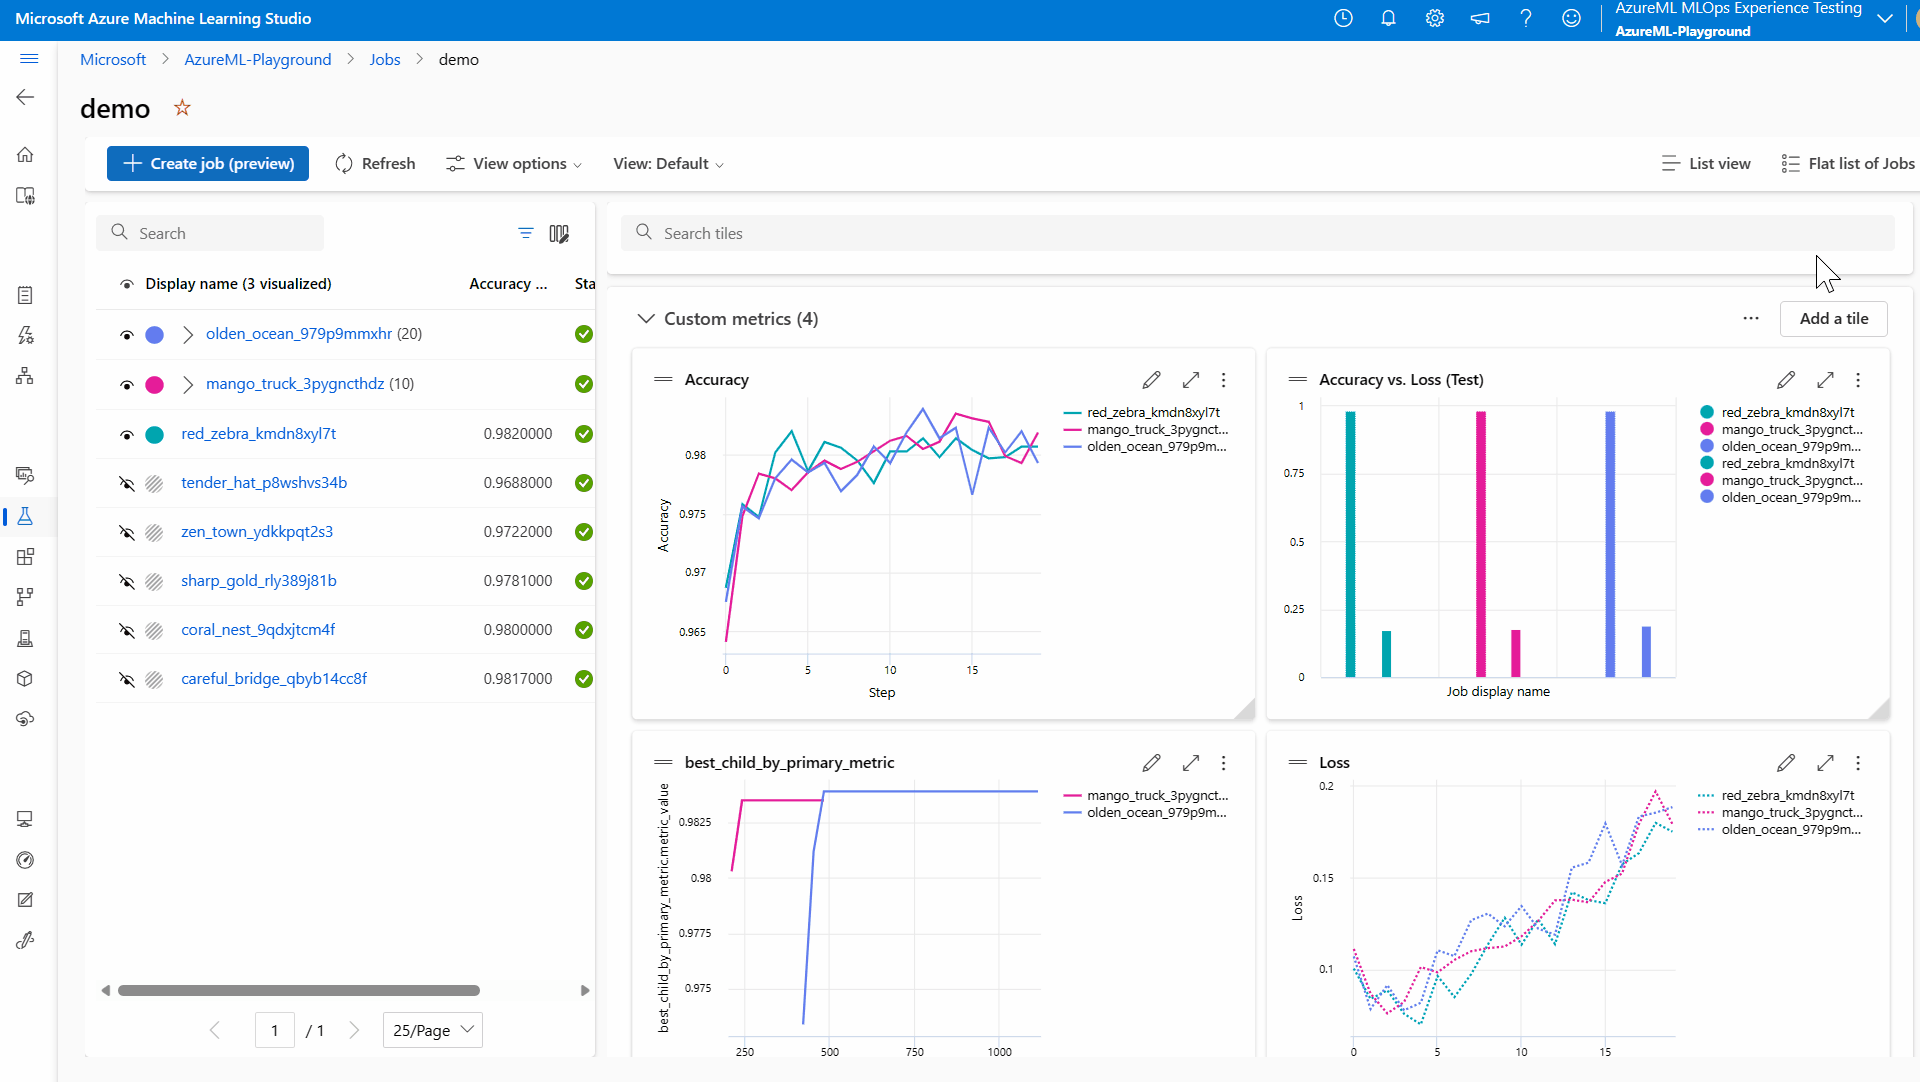 Microsoft Azure Machine Learning Studio
AzureML MLOps Experience Testing
AzureML-Playground
Microsoft > AzureML-Playground > Jobs > demo
demo
Create job (preview)
Refresh
View options
View: Default
List view
Flat list of Jobs
Search
Display name (3 visualized)
Accuracy ...
Sta
olden_ocean_979p9mmxhr (20)
mango_truck_3pygncthdz (10)
red_zebra_kmdn8xyl7t 0.9820000
tender_hat_p8wshvs34b 0.9688000
zen_town_ydkkpqt2s3 0.9722000
sharp_gold_rly389j81b 0.9781000
coral_nest_9qdxjtcm4f 0.9800000
careful_bridge_qbyb14cc8f 0.9817000
1 / 1
25/Page
Search tiles
Custom metrics (4)
Add a tile
Accuracy
red_zebra_kmdn8xyl7t
mango_truck_3pygnct...
olden_ocean_979p9m...
Accuracy
0.98
0.975
0.97
0.965
0 5 10 15
Step
Accuracy vs. Loss (Test)
1
0.75
0.5
0.25
0
Job display name
red_zebra_kmdn8xyl7t
mango_truck_3pygnct...
olden_ocean_979p9m...
red_zebra_kmdn8xyl7t
mango_truck_3pygnct...
olden_ocean_979p9m...
best_child_by_primary_metric
best_child_by_primary_metric.metric_value
0.9825
0.98
0.9775
0.975
250 500 750 1000
mango_truck_3pygnct...
olden_ocean_979p9m...
Loss
Loss
0.2
0.15
0.1
0 5 10 15
red_zebra_kmdn8xyl7t
mango_truck_3pygnct...
olden_ocean_979p9m...